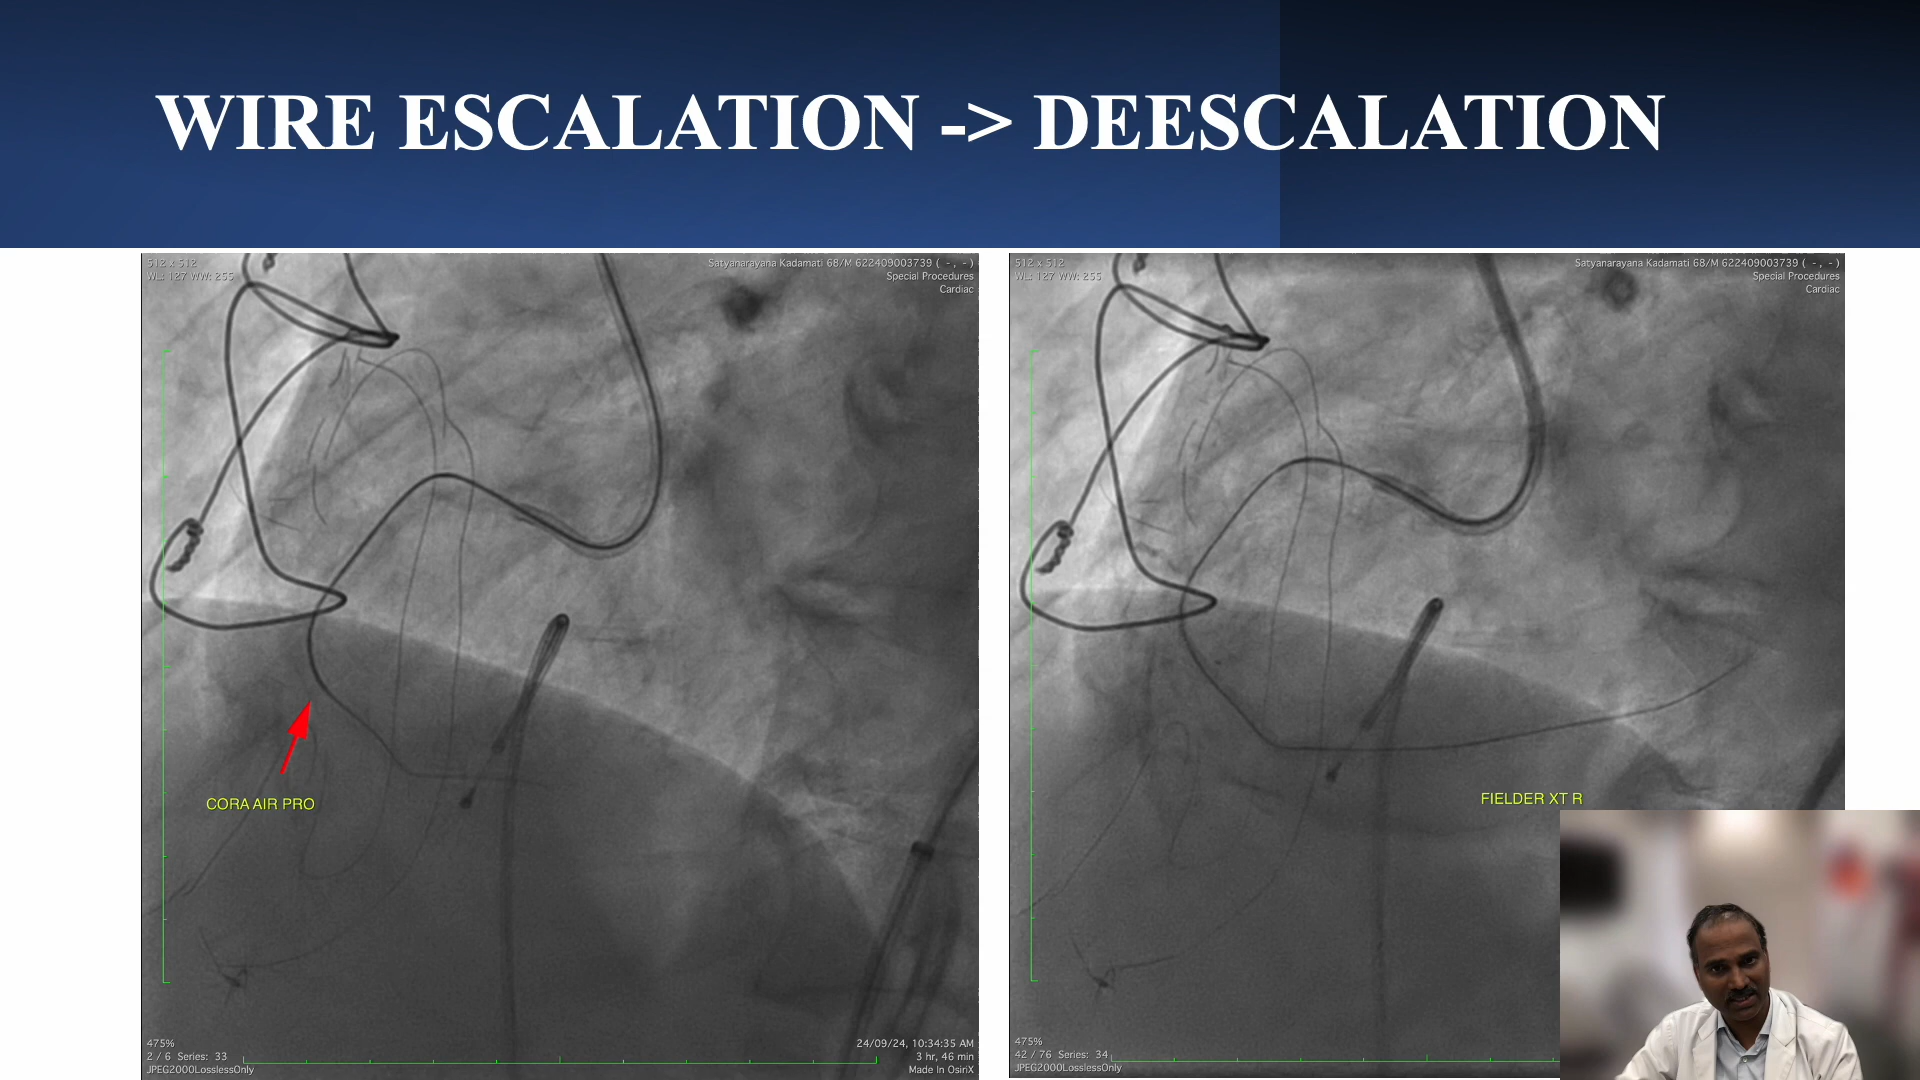 WIRE ESCALATION -> DEESCALATION
512 x 512
WL: 127 WW: 255
Satyanarayana Kadamati 68/M 622409003739 ( -, -)
Special Procedures
Cardiac
CORA AIR PRO
475%
2 / 6 Series: 33
JPEG2000LosslessOnly
24/09/24, 10:34:35 AM
3 hr, 46 min
Made In OsiriX
512 x 512
WL: 127 WW: 255
Satyanarayana Kadamati 68/M 622409003739 ( -, -)
Special Procedures
Cardiac
FIELDER XT R
475%
42 / 76 Series: 34
JPEG2000LosslessOnly